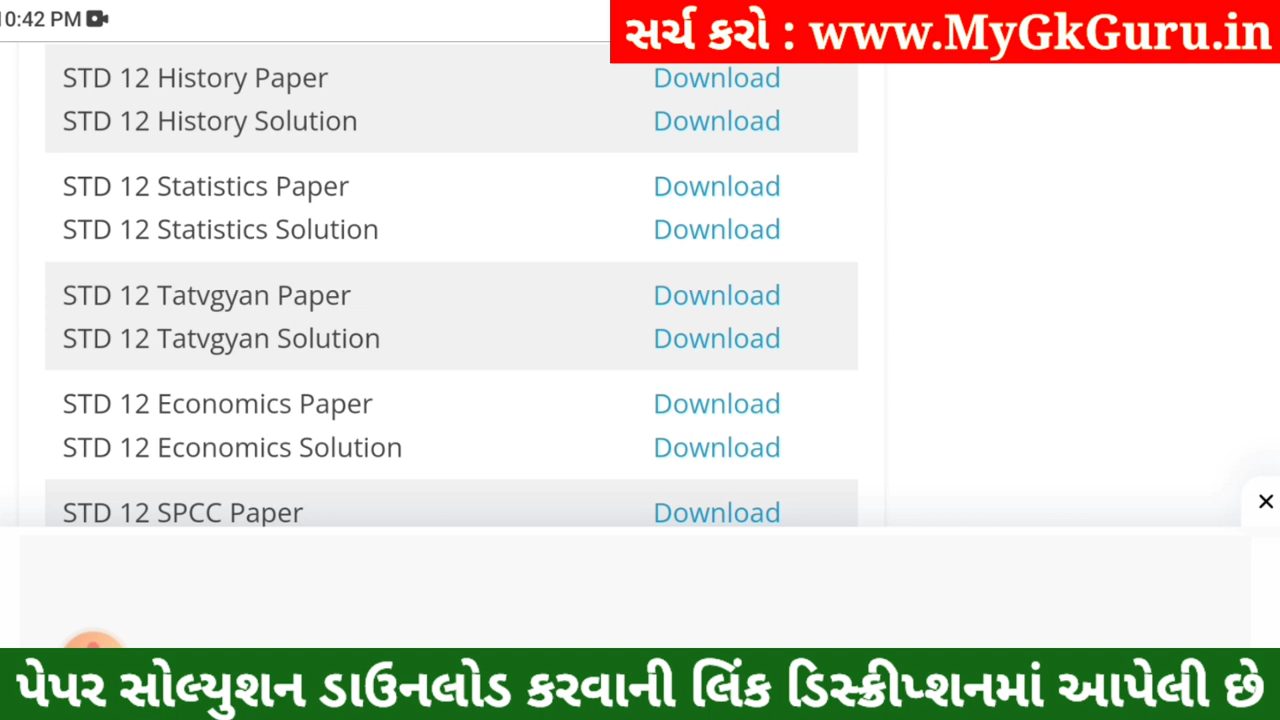 10:42 PM
સર્ચ કરો : www.MyGkGuru.in
STD 12 History Paper Download
STD 12 History Solution Download
STD 12 Statistics Paper Download
STD 12 Statistics Solution Download
STD 12 Tatvgyan Paper Download
STD 12 Tatvgyan Solution Download
STD 12 Economics Paper Download
STD 12 Economics Solution Download
STD 12 SPCC Paper Download
પેપર સોલ્યુશન ડાઉનલોડ કરવાની લિંક ડિસ્ક્રીપ્શનમાં આપેલી છે